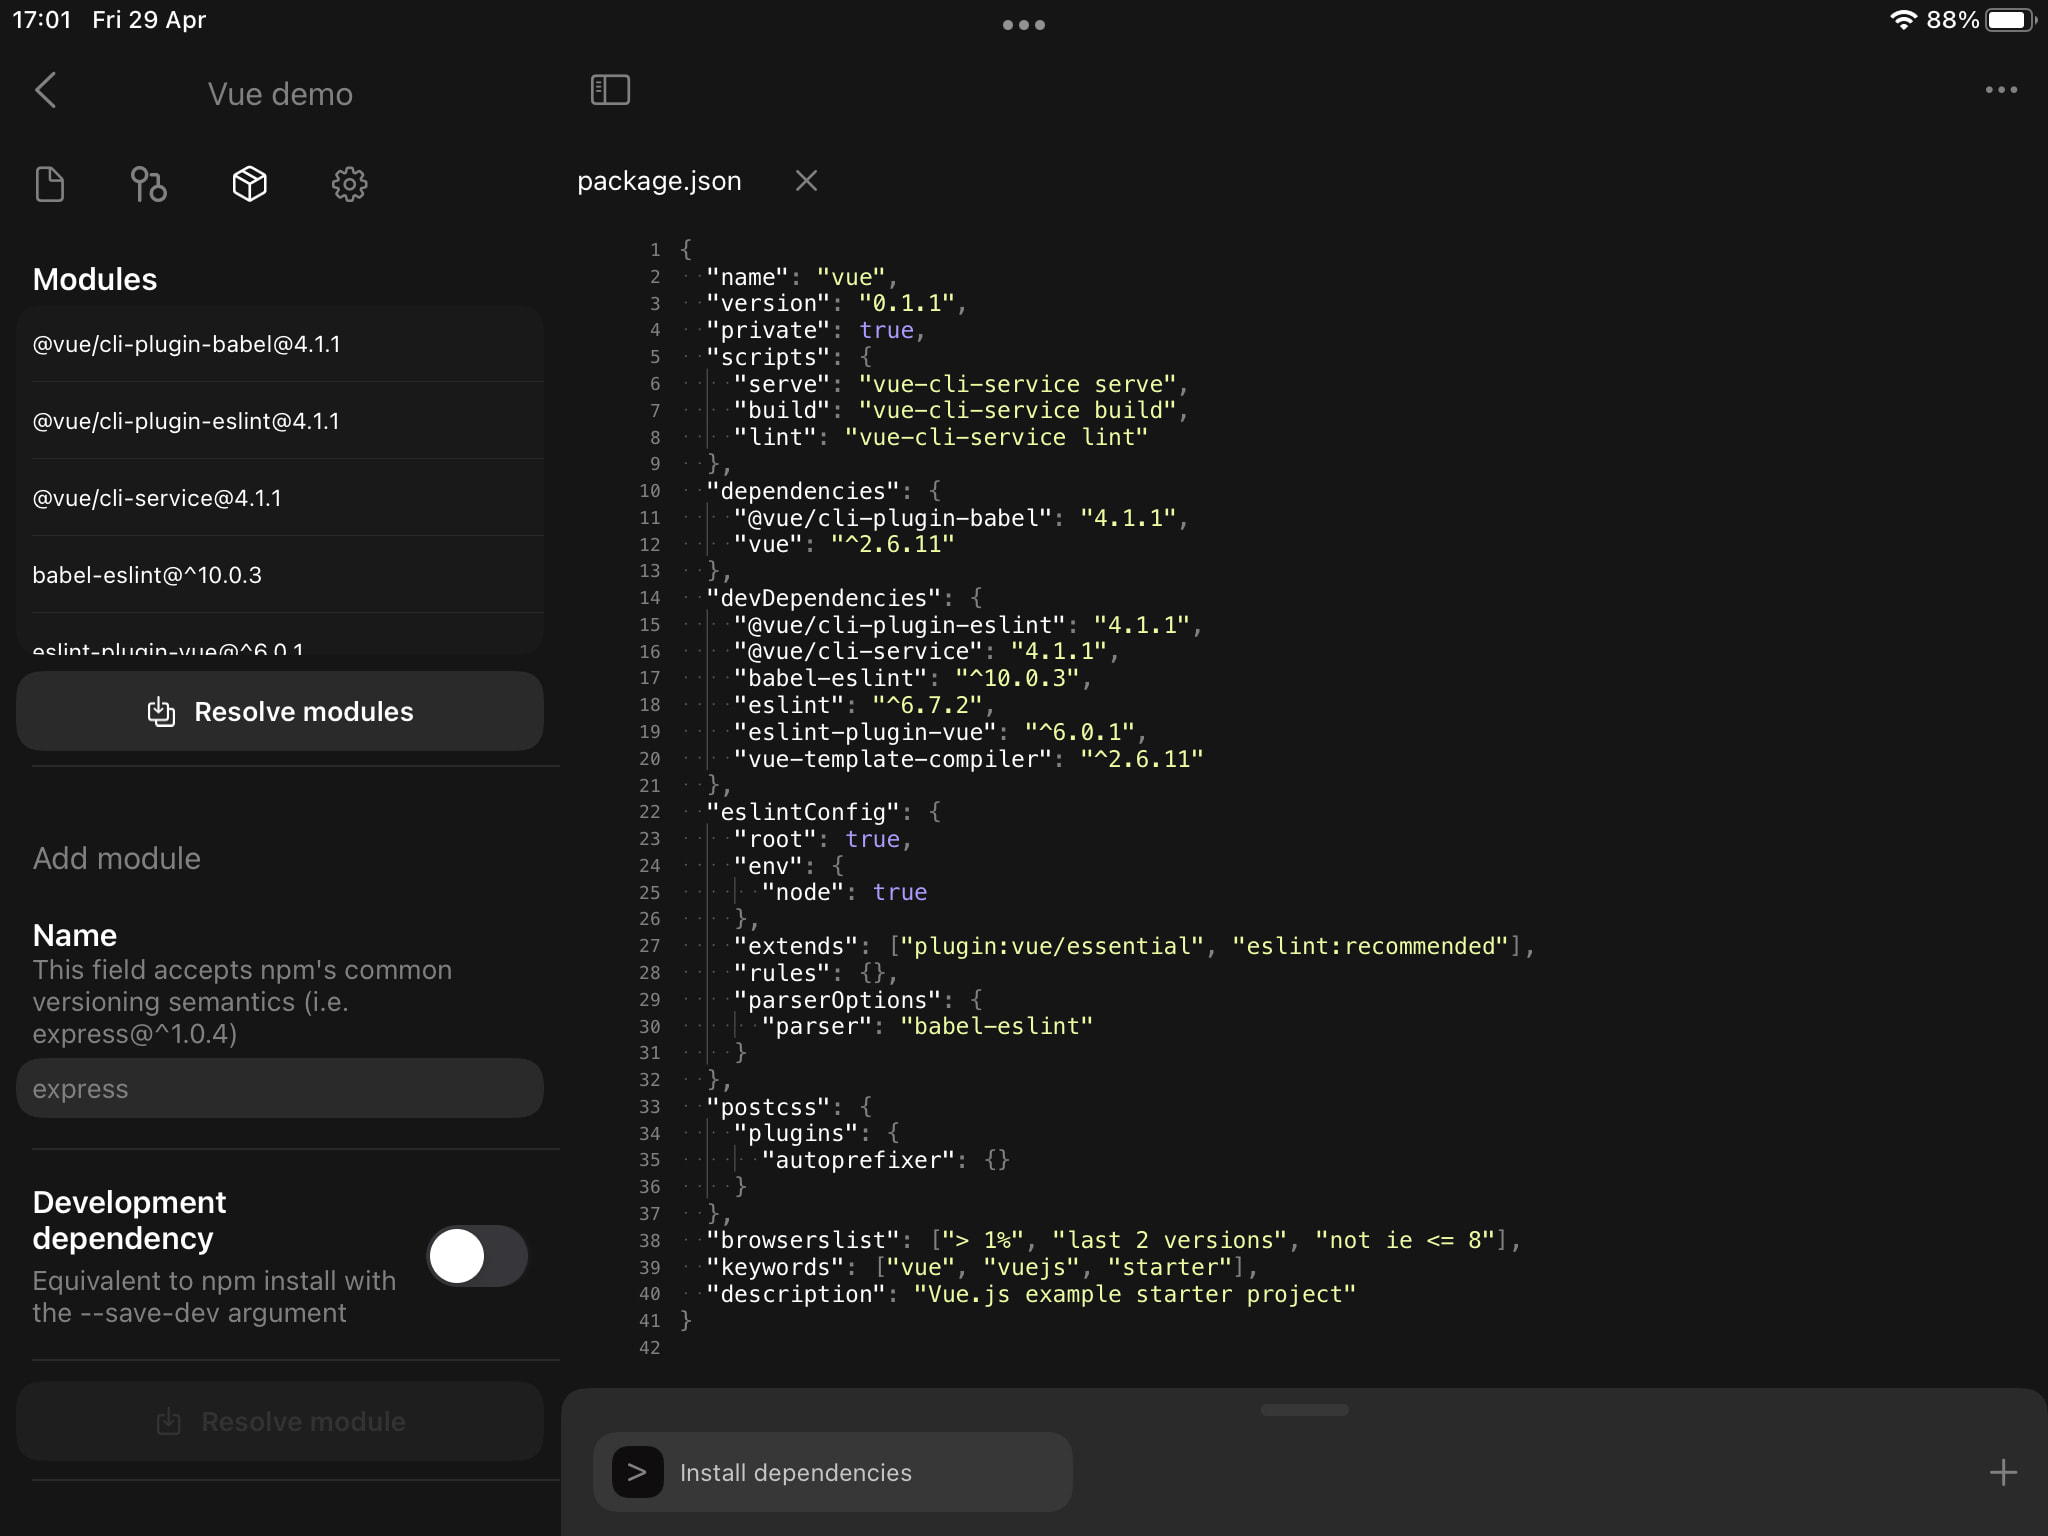 17:01 Fri 29 Apr
88%
Vue demo
Modules
@vue/cli-plugin-babel@4.1.1
@vue/cli-plugin-eslint@4.1.1
@vue/cli-service@4.1.1
babel-eslint@^10.0.3
eslint-plugin-vue@^6.0.1
Resolve modules
Add module
Name
This field accepts npm's common
versioning semantics (i.e.
express@^1.0.4)
express
Development
dependency
Equivalent to npm install with
the --save-dev argument
Resolve module
package.json
1 {
2 "name": "vue",
3 "version": "0.1.1",
4 "private": true,
5 "scripts": {
6 "serve": "vue-cli-service serve",
7 "build": "vue-cli-service build",
8 "lint": "vue-cli-service lint"
9 },
10 "dependencies": {
11 "@vue/cli-plugin-babel": "4.1.1",
12 "vue": "^2.6.11"
13 },
14 "devDependencies": {
15 "@vue/cli-plugin-eslint": "4.1.1",
16 "@vue/cli-service": "4.1.1",
17 "babel-eslint": "^10.0.3",
18 "eslint": "^6.7.2",
19 "eslint-plugin-vue": "^6.0.1",
20 "vue-template-compiler": "^2.6.11"
21 },
22 "eslintConfig": {
23 "root": true,
24 "env": {
25 "node": true
26 },
27 "extends": ["plugin:vue/essential", "eslint:recommended"],
28 "rules": {},
29 "parserOptions": {
30 "parser": "babel-eslint"
31 }
32 },
33 "postcss": {
34 "plugins": {
35 "autoprefixer": {}
36 }
37 },
38 "browserslist": ["> 1%", "last 2 versions", "not ie <= 8"],
39 "keywords": ["vue", "vuejs", "starter"],
40 "description": "Vue.js example starter project"
41 }
42
Install dependencies